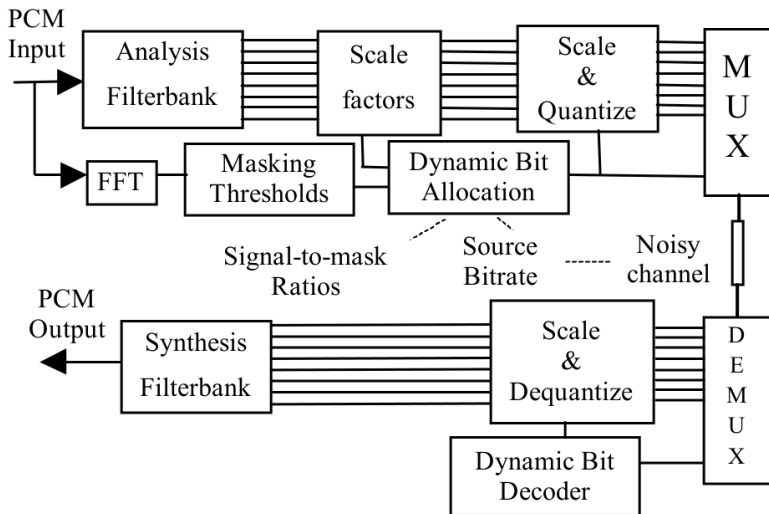 PCM
Input
Analysis
Filterbank
Scale
factors
Scale
&
Quantize
M
U
X
FFT
Masking
Thresholds
Dynamic Bit
Allocation
Signal-to-mask
Ratios
Source
Bitrate
Noisy
channel
PCM
Output
Synthesis
Filterbank
Scale
&
Dequantize
D
E
M
U
X
Dynamic Bit
Decoder